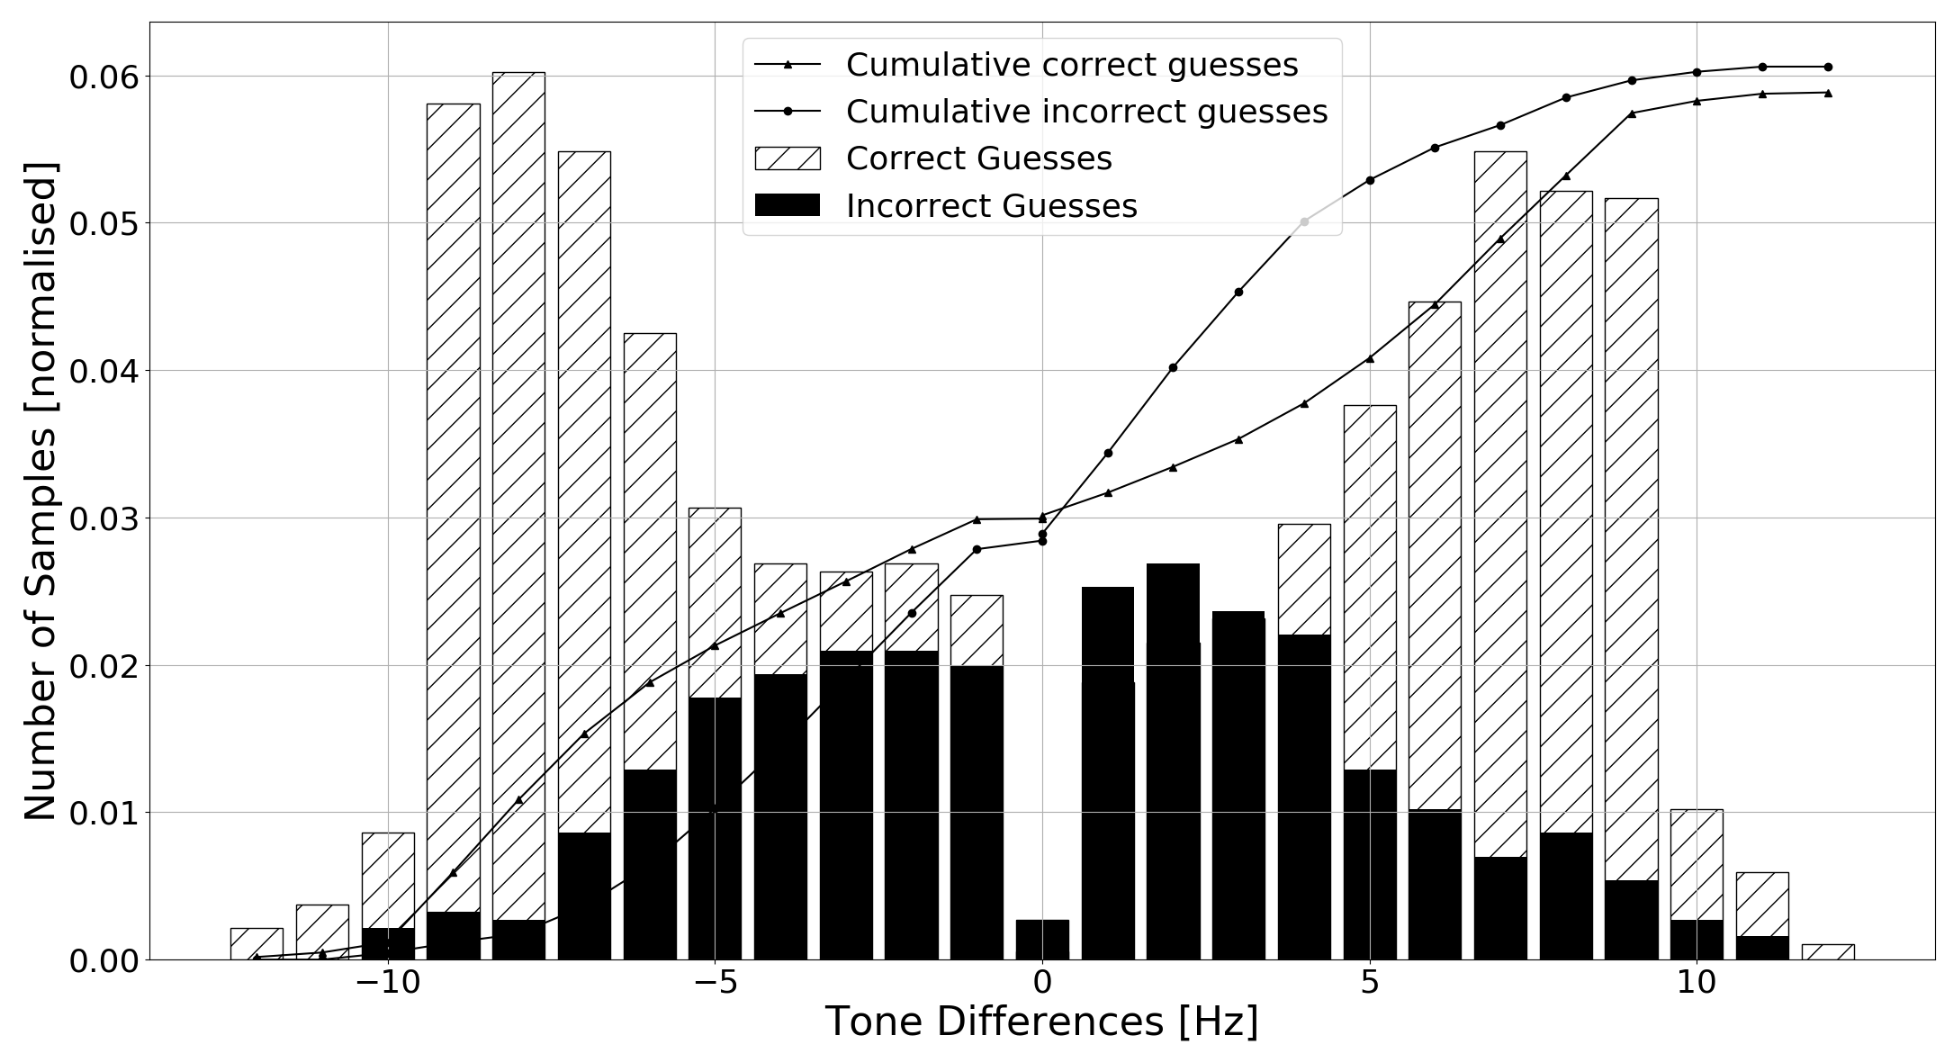 Cumulative correct guesses
Cumulative incorrect guesses
Correct Guesses
Incorrect Guesses
Number of Samples [normalised]
0.06
0.05
0.04
0.03
0.02
0.01
0.00
−10 −5 0 5 10
Tone Differences [Hz]